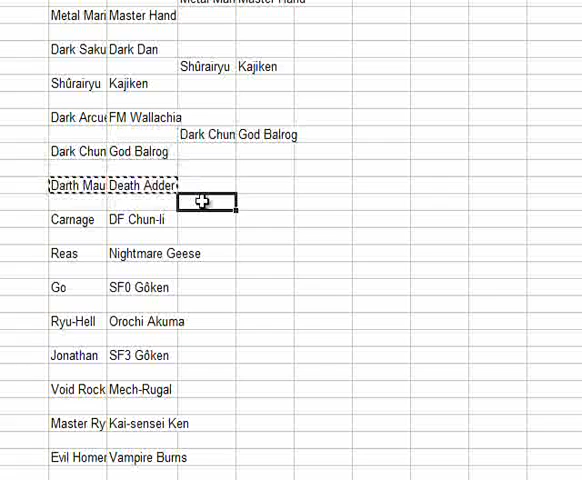 Metal Mari Master Hand
Metal Mari Master Hand
Dark Saku Dark Dan
Shûrairyu Kajiken
Shûrairyu Kajiken
Dark Arcue FM Wallachia
Dark Chun God Balrog
Dark Chun God Balrog
Darth Mau Death Adder
Carnage DF Chun-li
Reas Nightmare Geese
Go SF0 Gôken
Ryu-Hell Orochi Akuma
Jonathan SF3 Gôken
Void Rock Mech-Rugal
Master Ry Kai-sensei Ken
Evil Homer Vampire Burns